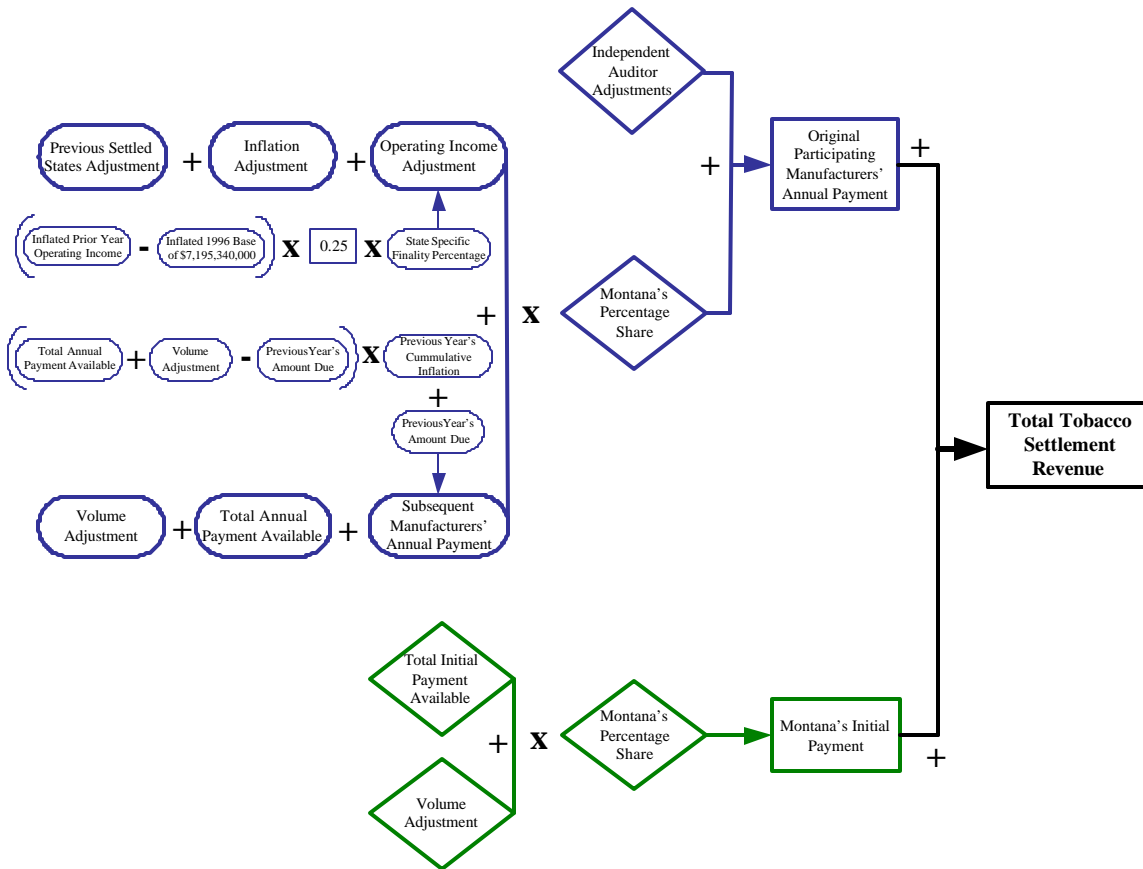 Independent
Auditor
Adjustments
Previous Settled
States Adjustment
+
Inflation
Adjustment
+
Operating Income
Adjustment
+
Original
Participating
Manufacturers'
Annual Payment
+
(
Inflated Prior Year
Operating Income
-
Inflated 1996 Base
of $7,195,340,000
)
x
0.25
x
State Specific
Finality Percentage
+
x
Montana's
Percentage
Share
(
Total Annual
Payment Available
+
Volume
Adjustment
-
PreviousYear's
Amount Due
)
x
Previous Year's
Cummulative
Inflation
+
PreviousYear's
Amount Due
Total Tobacco
Settlement
Revenue
Volume
Adjustment
+
Total Annual
Payment Available
+
Subsequent
Manufacturers'
Annual Payment
Total Initial
Payment
Available
+
x
Montana's
Percentage
Share
Montana's Initial
Payment
+
Volume
Adjustment